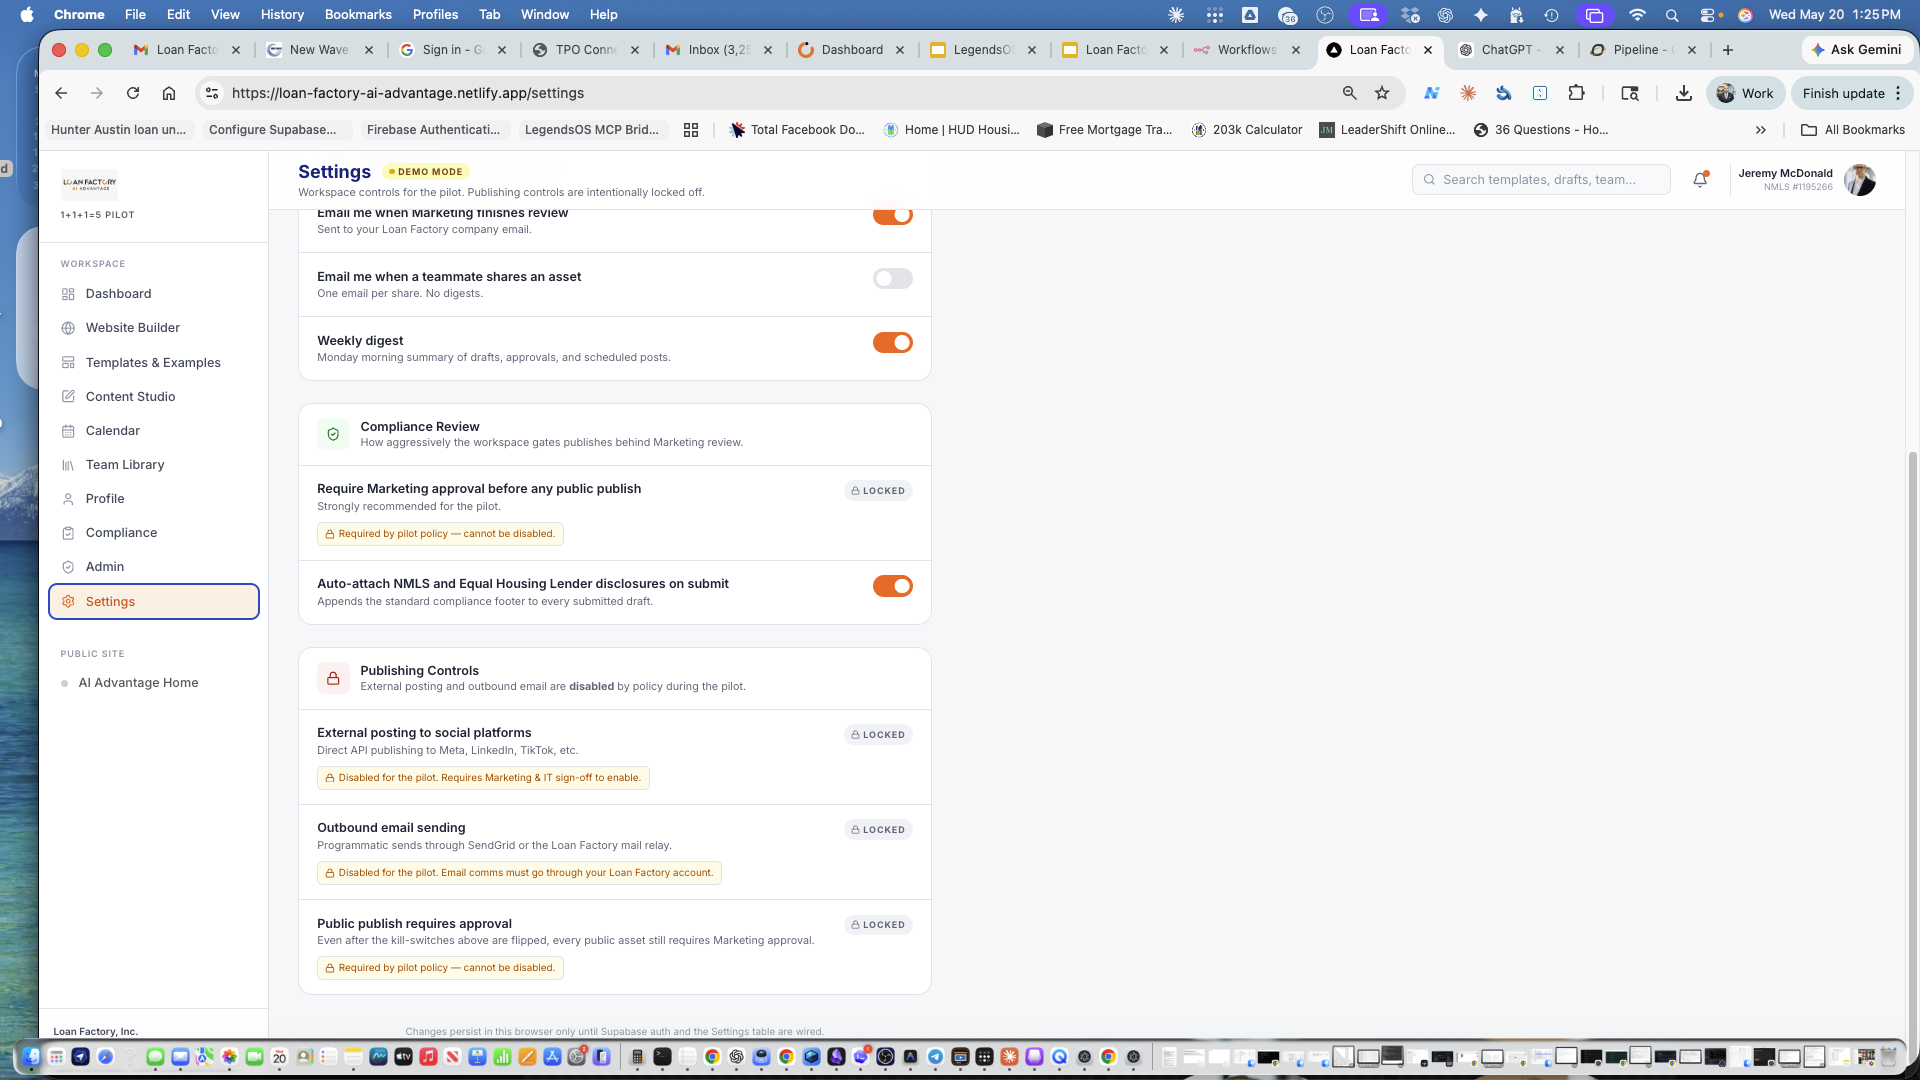 Chrome File Edit View History Bookmarks Profiles Tab Window Help
36
Wed May 20 1:25 PM
Loan Facto
New Wave
Sign in - G
TPO Conne
Inbox (3,28
Dashboard
LegendsOS
Loan Facto
Workflows
Loan Facto
ChatGPT -
Pipeline -
Ask Gemini
https://loan-factory-ai-advantage.netlify.app/settings
Work
Finish update
Hunter Austin loan un...
Configure Supabase...
Firebase Authenticati...
LegendsOS MCP Brid...
Total Facebook Do...
Home | HUD Housi...
Free Mortgage Tra...
203k Calculator
LeaderShift Online...
36 Questions - Ho...
All Bookmarks
LOAN FACTORY
AI ADVANTAGE
1+1+1=5 PILOT
Settings
DEMO MODE
Workspace controls for the pilot. Publishing controls are intentionally locked off.
Search templates, drafts, team...
Jeremy McDonald
NMLS #1195266
WORKSPACE
Dashboard
Website Builder
Templates & Examples
Content Studio
Calendar
Team Library
Profile
Compliance
Admin
Settings
PUBLIC SITE
AI Advantage Home
Loan Factory, Inc.
Email me when Marketing finishes review
Sent to your Loan Factory company email.
Email me when a teammate shares an asset
One email per share. No digests.
Weekly digest
Monday morning summary of drafts, approvals, and scheduled posts.
Compliance Review
How aggressively the workspace gates publishes behind Marketing review.
Require Marketing approval before any public publish
LOCKED
Strongly recommended for the pilot.
Required by pilot policy — cannot be disabled.
Auto-attach NMLS and Equal Housing Lender disclosures on submit
Appends the standard compliance footer to every submitted draft.
Publishing Controls
External posting and outbound email are disabled by policy during the pilot.
External posting to social platforms
LOCKED
Direct API publishing to Meta, LinkedIn, TikTok, etc.
Disabled for the pilot. Requires Marketing & IT sign-off to enable.
Outbound email sending
LOCKED
Programmatic sends through SendGrid or the Loan Factory mail relay.
Disabled for the pilot. Email comms must go through your Loan Factory account.
Public publish requires approval
LOCKED
Even after the kill-switches above are flipped, every public asset still requires Marketing approval.
Required by pilot policy — cannot be disabled.
Changes persist in this browser only until Supabase auth and the Settings table are wired.
20
tv